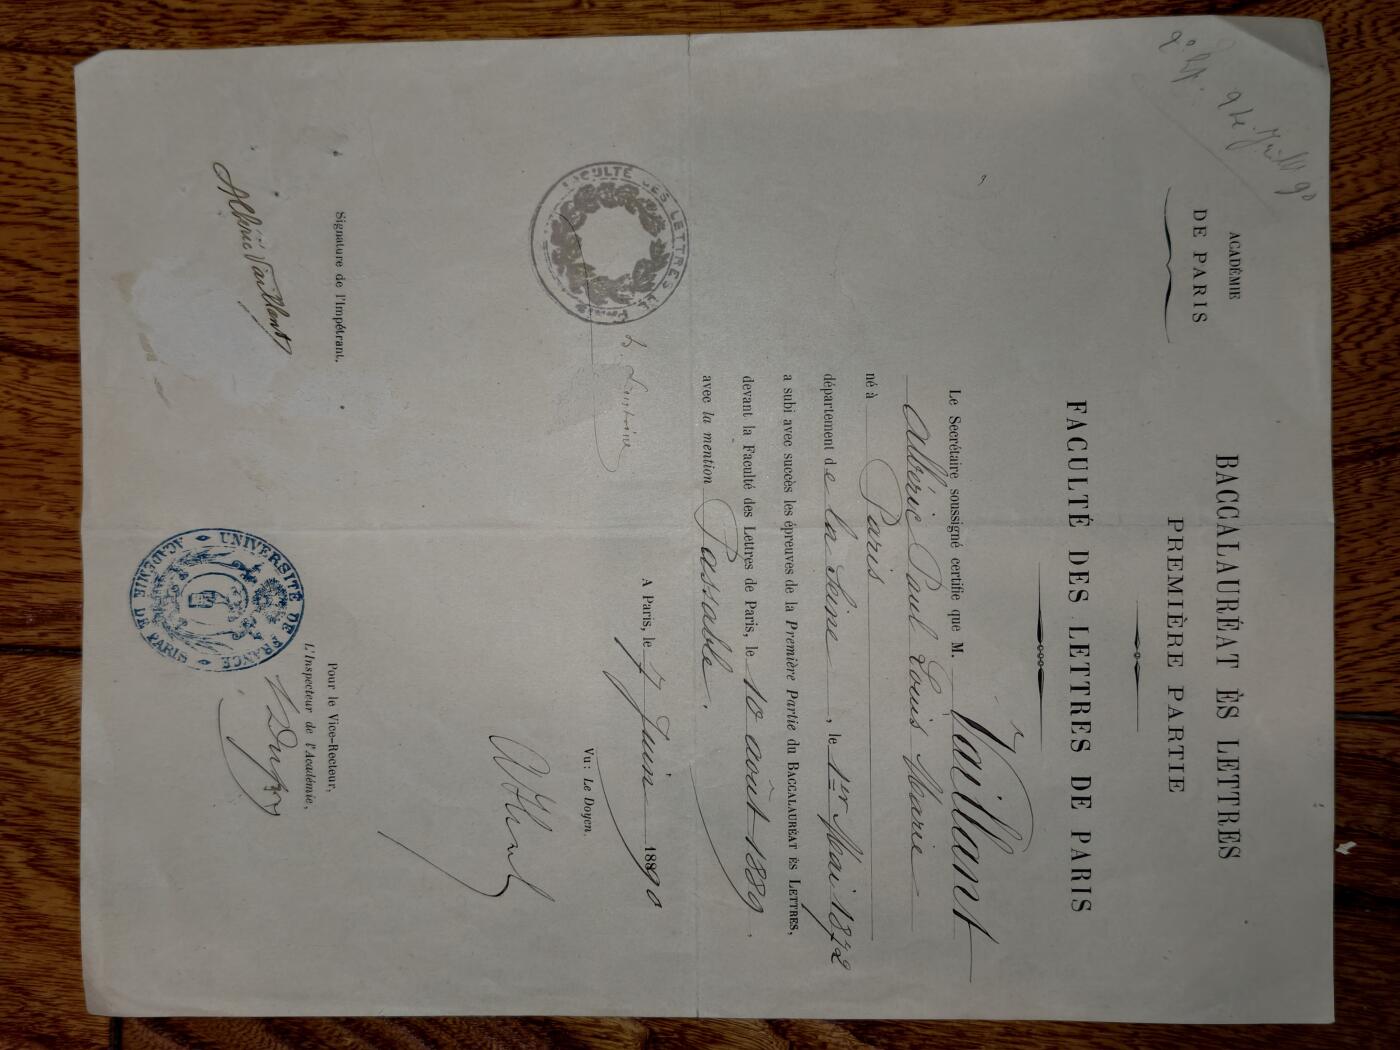 ACADÉMIE
DE PARIS
BACCALAURÉAT ÈS LETTRES
PREMIÈRE PARTIE
FACULTÉ DES LETTRES DE PARIS
Le Secrétaire soussigné certifie que M. Vaillant
Albéric Paul Louis Marie
né à Paris
département de la Seine, le 1er Mai 1872
a subi avec succès les épreuves de la Première Partie du BACCALAURÉAT ÈS LETTRES,
devant la Faculté des Lettres de Paris, le 10 août 1889.
avec la mention Passable.
A Paris, le 7 Juin 1890
Vu: Le Doyen.
FACULTÉ DES LETTRES DE PARIS
Signature de l'Impétrant,
Albéric Vaillant
Pour le Vice-Recteur,
L'Inspecteur de l'Académie,
UNIVERSITÉ DE FRANCE
ACADÉMIE DE PARIS